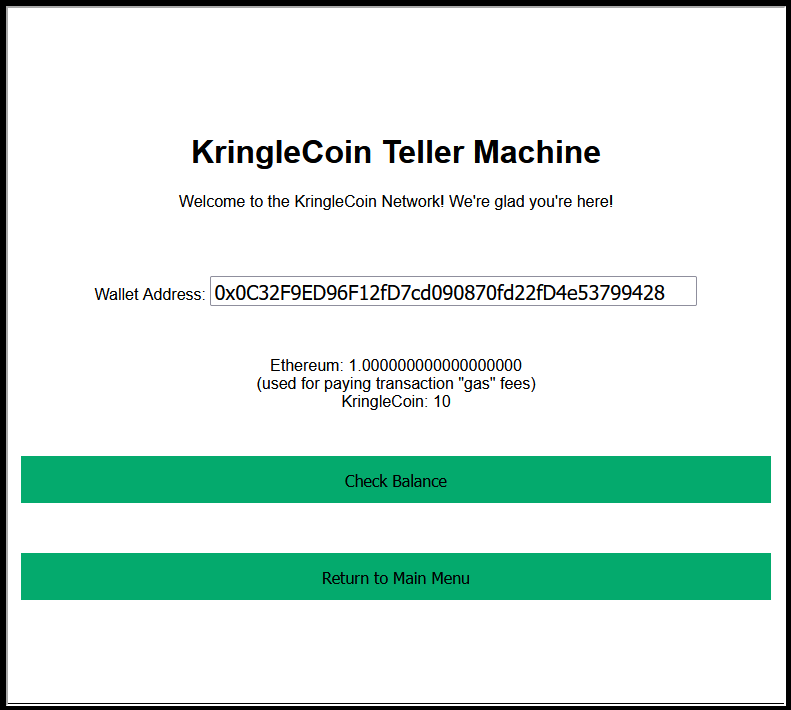 KringleCoin Teller Machine
Welcome to the KringleCoin Network! We're glad you're here!
Wallet Address: 0x0C32F9ED96F12fD7cd090870fd22fD4e53799428
Ethereum: 1.000000000000000000
(used for paying transaction "gas" fees)
KringleCoin: 10
Check Balance
Return to Main Menu